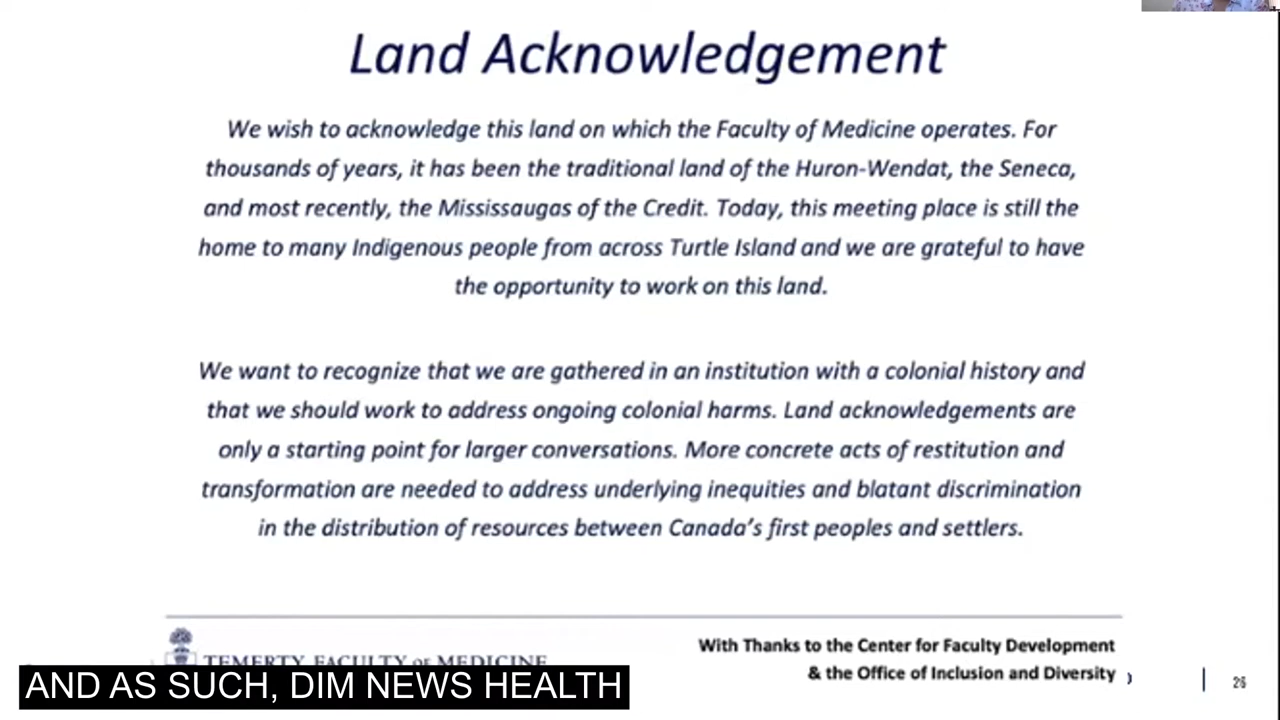 Land Acknowledgement
We wish to acknowledge this land on which the Faculty of Medicine operates. For
thousands of years, it has been the traditional land of the Huron-Wendat, the Seneca,
and most recently, the Mississaugas of the Credit. Today, this meeting place is still the
home to many Indigenous people from across Turtle Island and we are grateful to have
the opportunity to work on this land.
We want to recognize that we are gathered in an institution with a colonial history and
that we should work to address ongoing colonial harms. Land acknowledgements are
only a starting point for larger conversations. More concrete acts of restitution and
transformation are needed to address underlying inequities and blatant discrimination
in the distribution of resources between Canada's first peoples and settlers.
With Thanks to the Center for Faculty Development
& the Office of Inclusion and Diversity
TEMERTY FACULTY OF MEDICINE
AND AS SUCH, DIM NEWS HEALTH
26